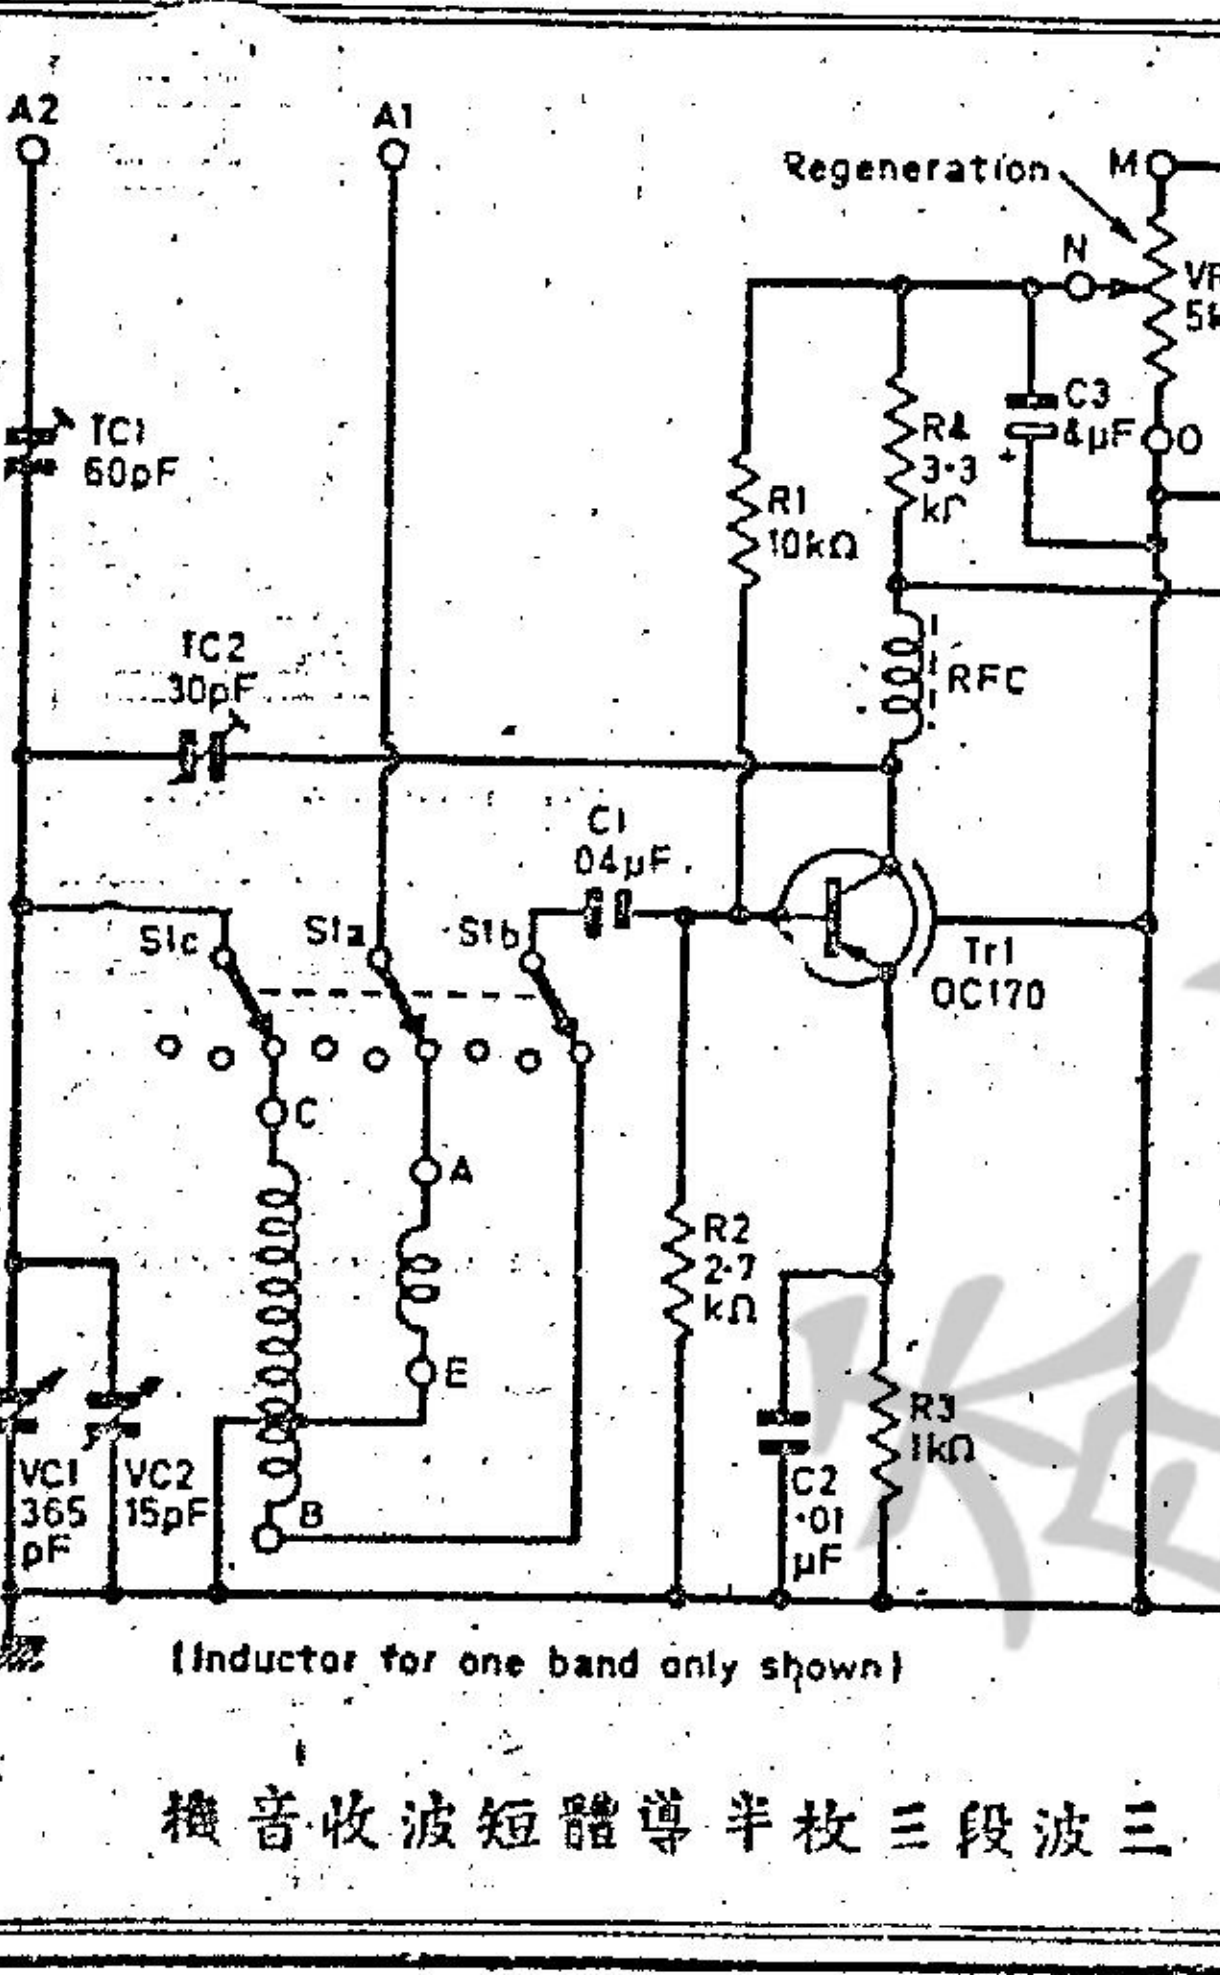 A2
A1
Regeneration
M
N
TC1
60pF
R4
3·3
kΩ
C3
4µF
+
O
R1
10kΩ
TC2
30pF
RFC
C1
04µF
S1c
S1a
S1b
Tr1
OC170
C
A
R2
2·7
kΩ
E
R3
1kΩ
VC1
365
pF
VC2
15pF
B
C2
·01
µF
(Inductor for one band only shown)
機音收波短體導半枚三段波三